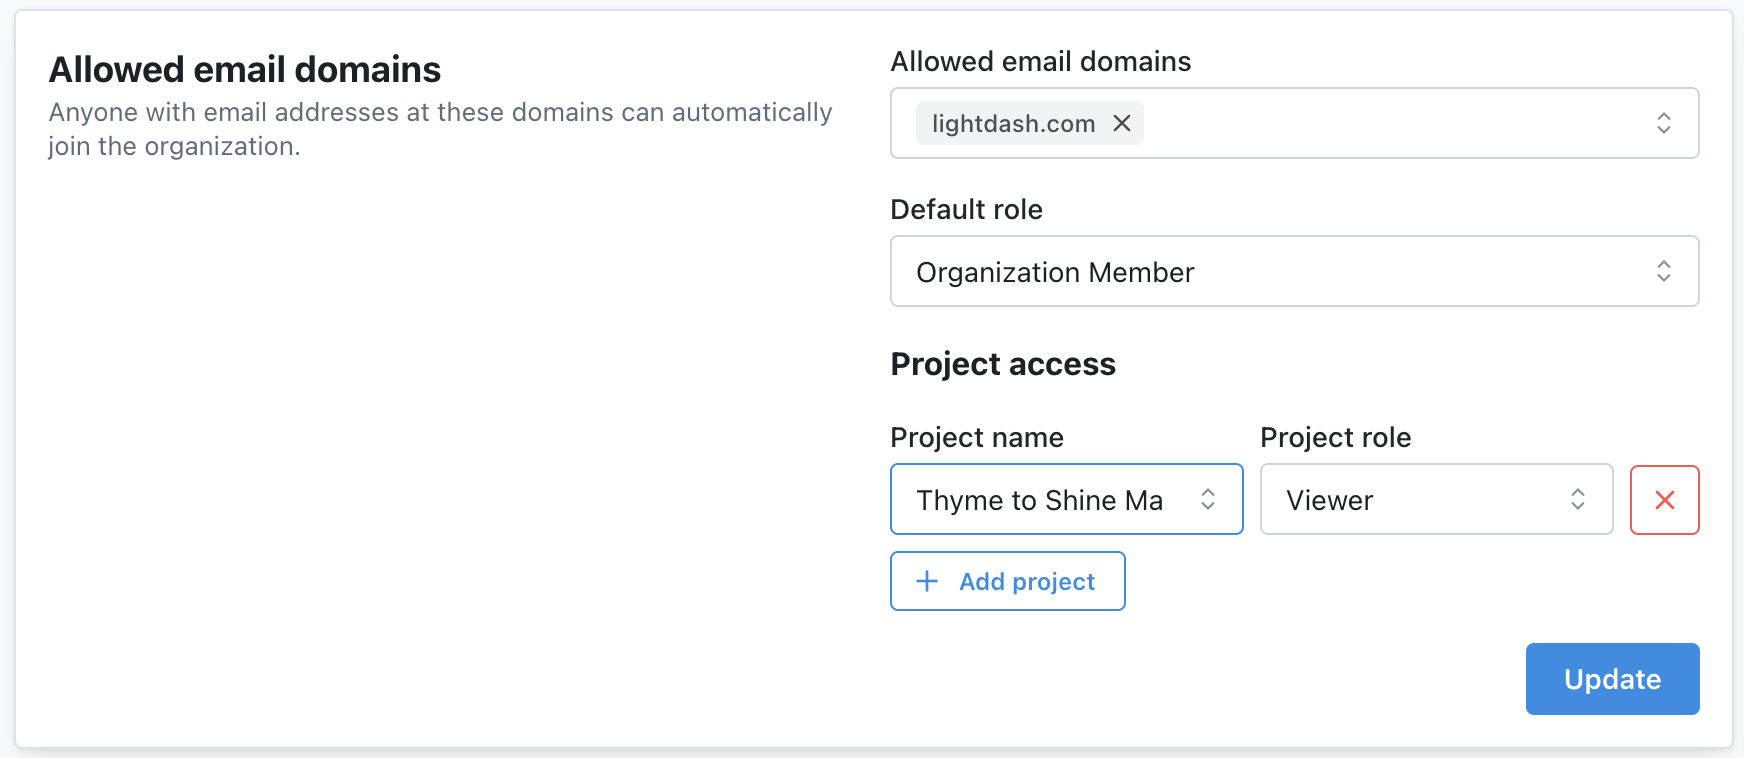 Allowed email domains
Anyone with email addresses at these domains can automatically
join the organization.
Allowed email domains
lightdash.com
Default role
Organization Member
Project access
Project name
Project role
Thyme to Shine Ma
Viewer
Add project
Update